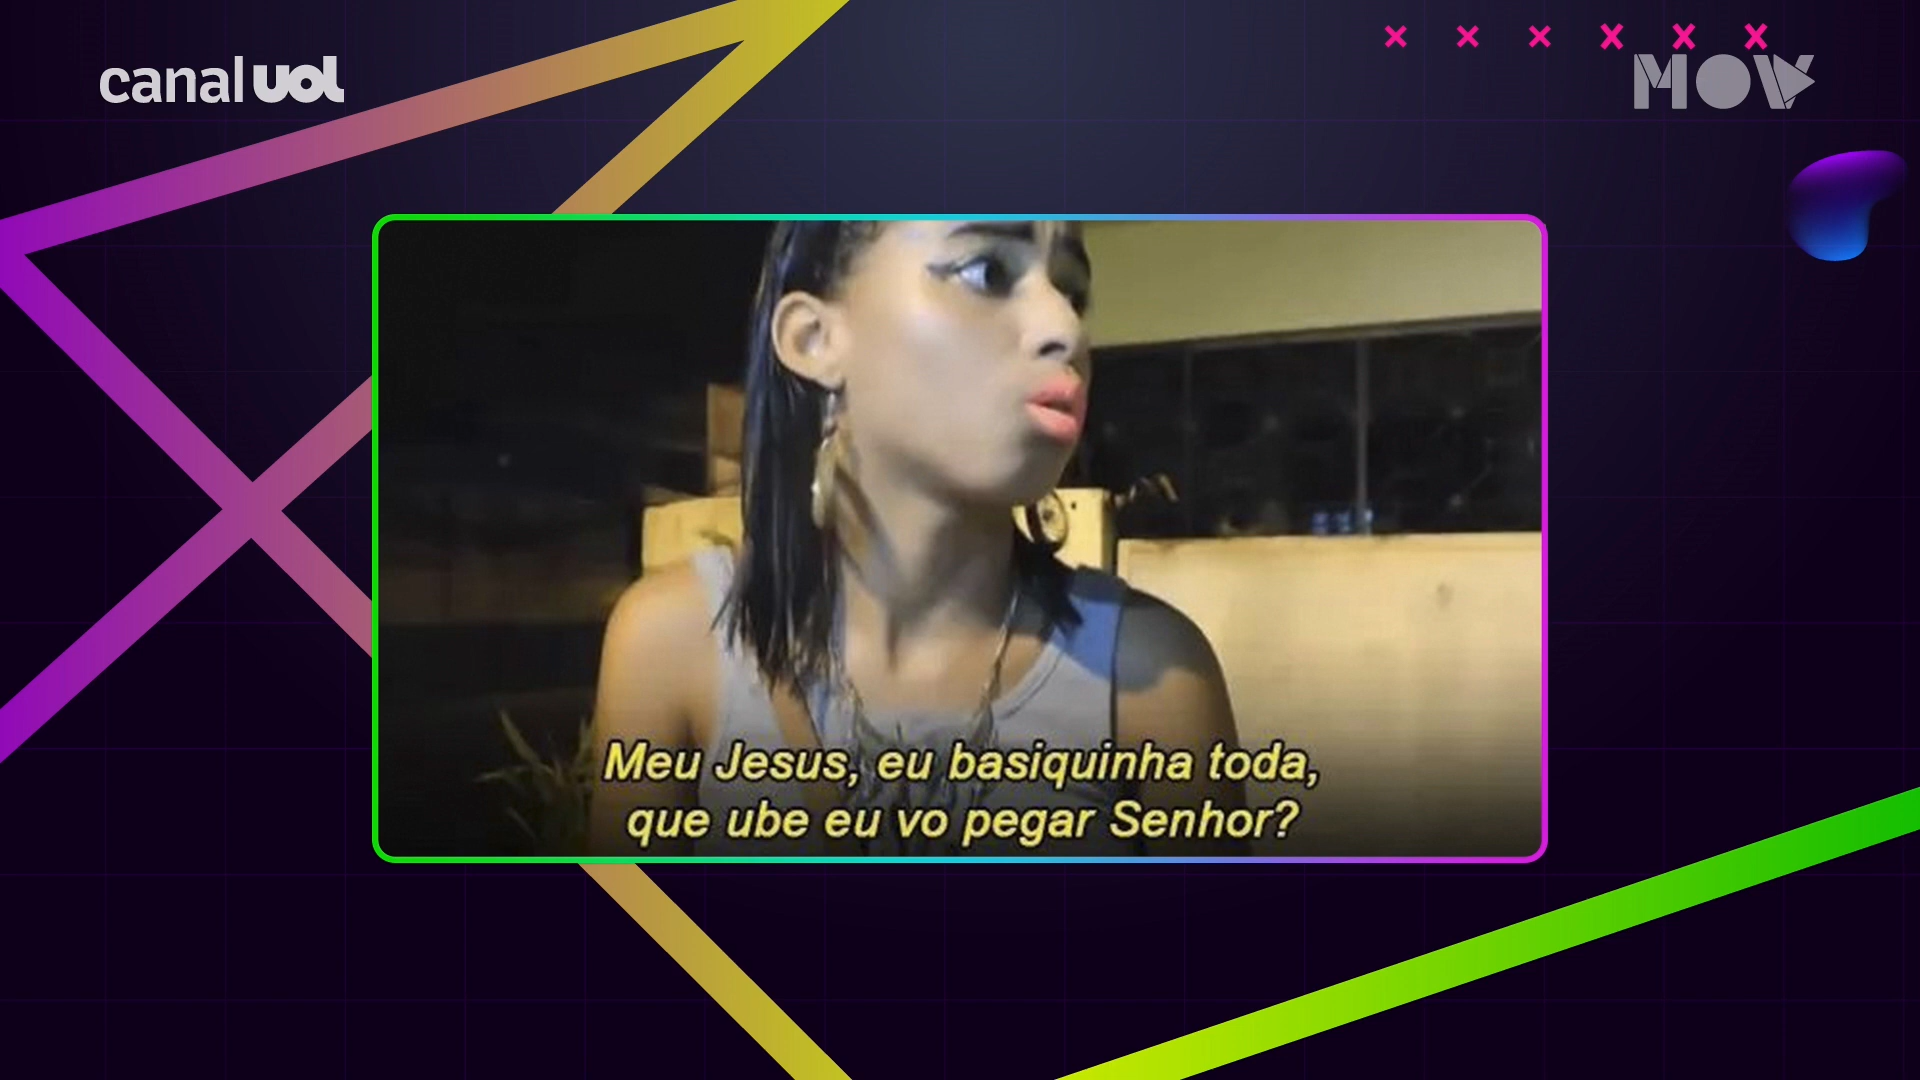 canal uol
MOV
Meu Jesus, eu basiquinha toda,
que ube eu vo pegar Senhor?